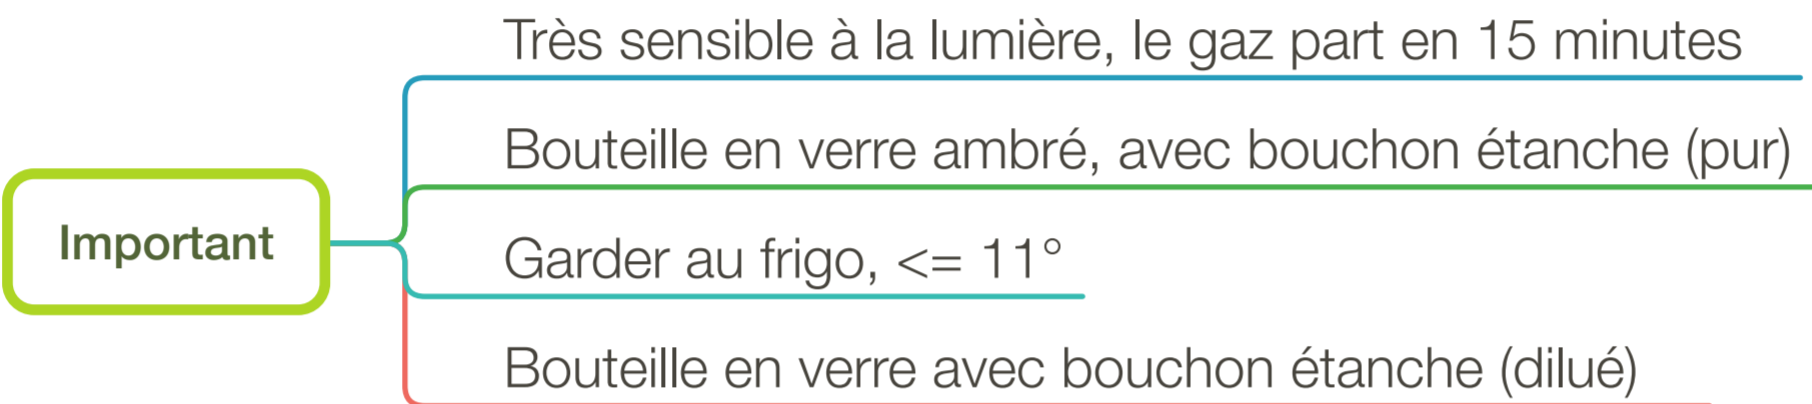 Très sensible à la lumière, le gaz part en 15 minutes
Bouteille en verre ambré, avec bouchon étanche (pur)
Important
Garder au frigo, <= 11°
Bouteille en verre avec bouchon étanche (dilué)